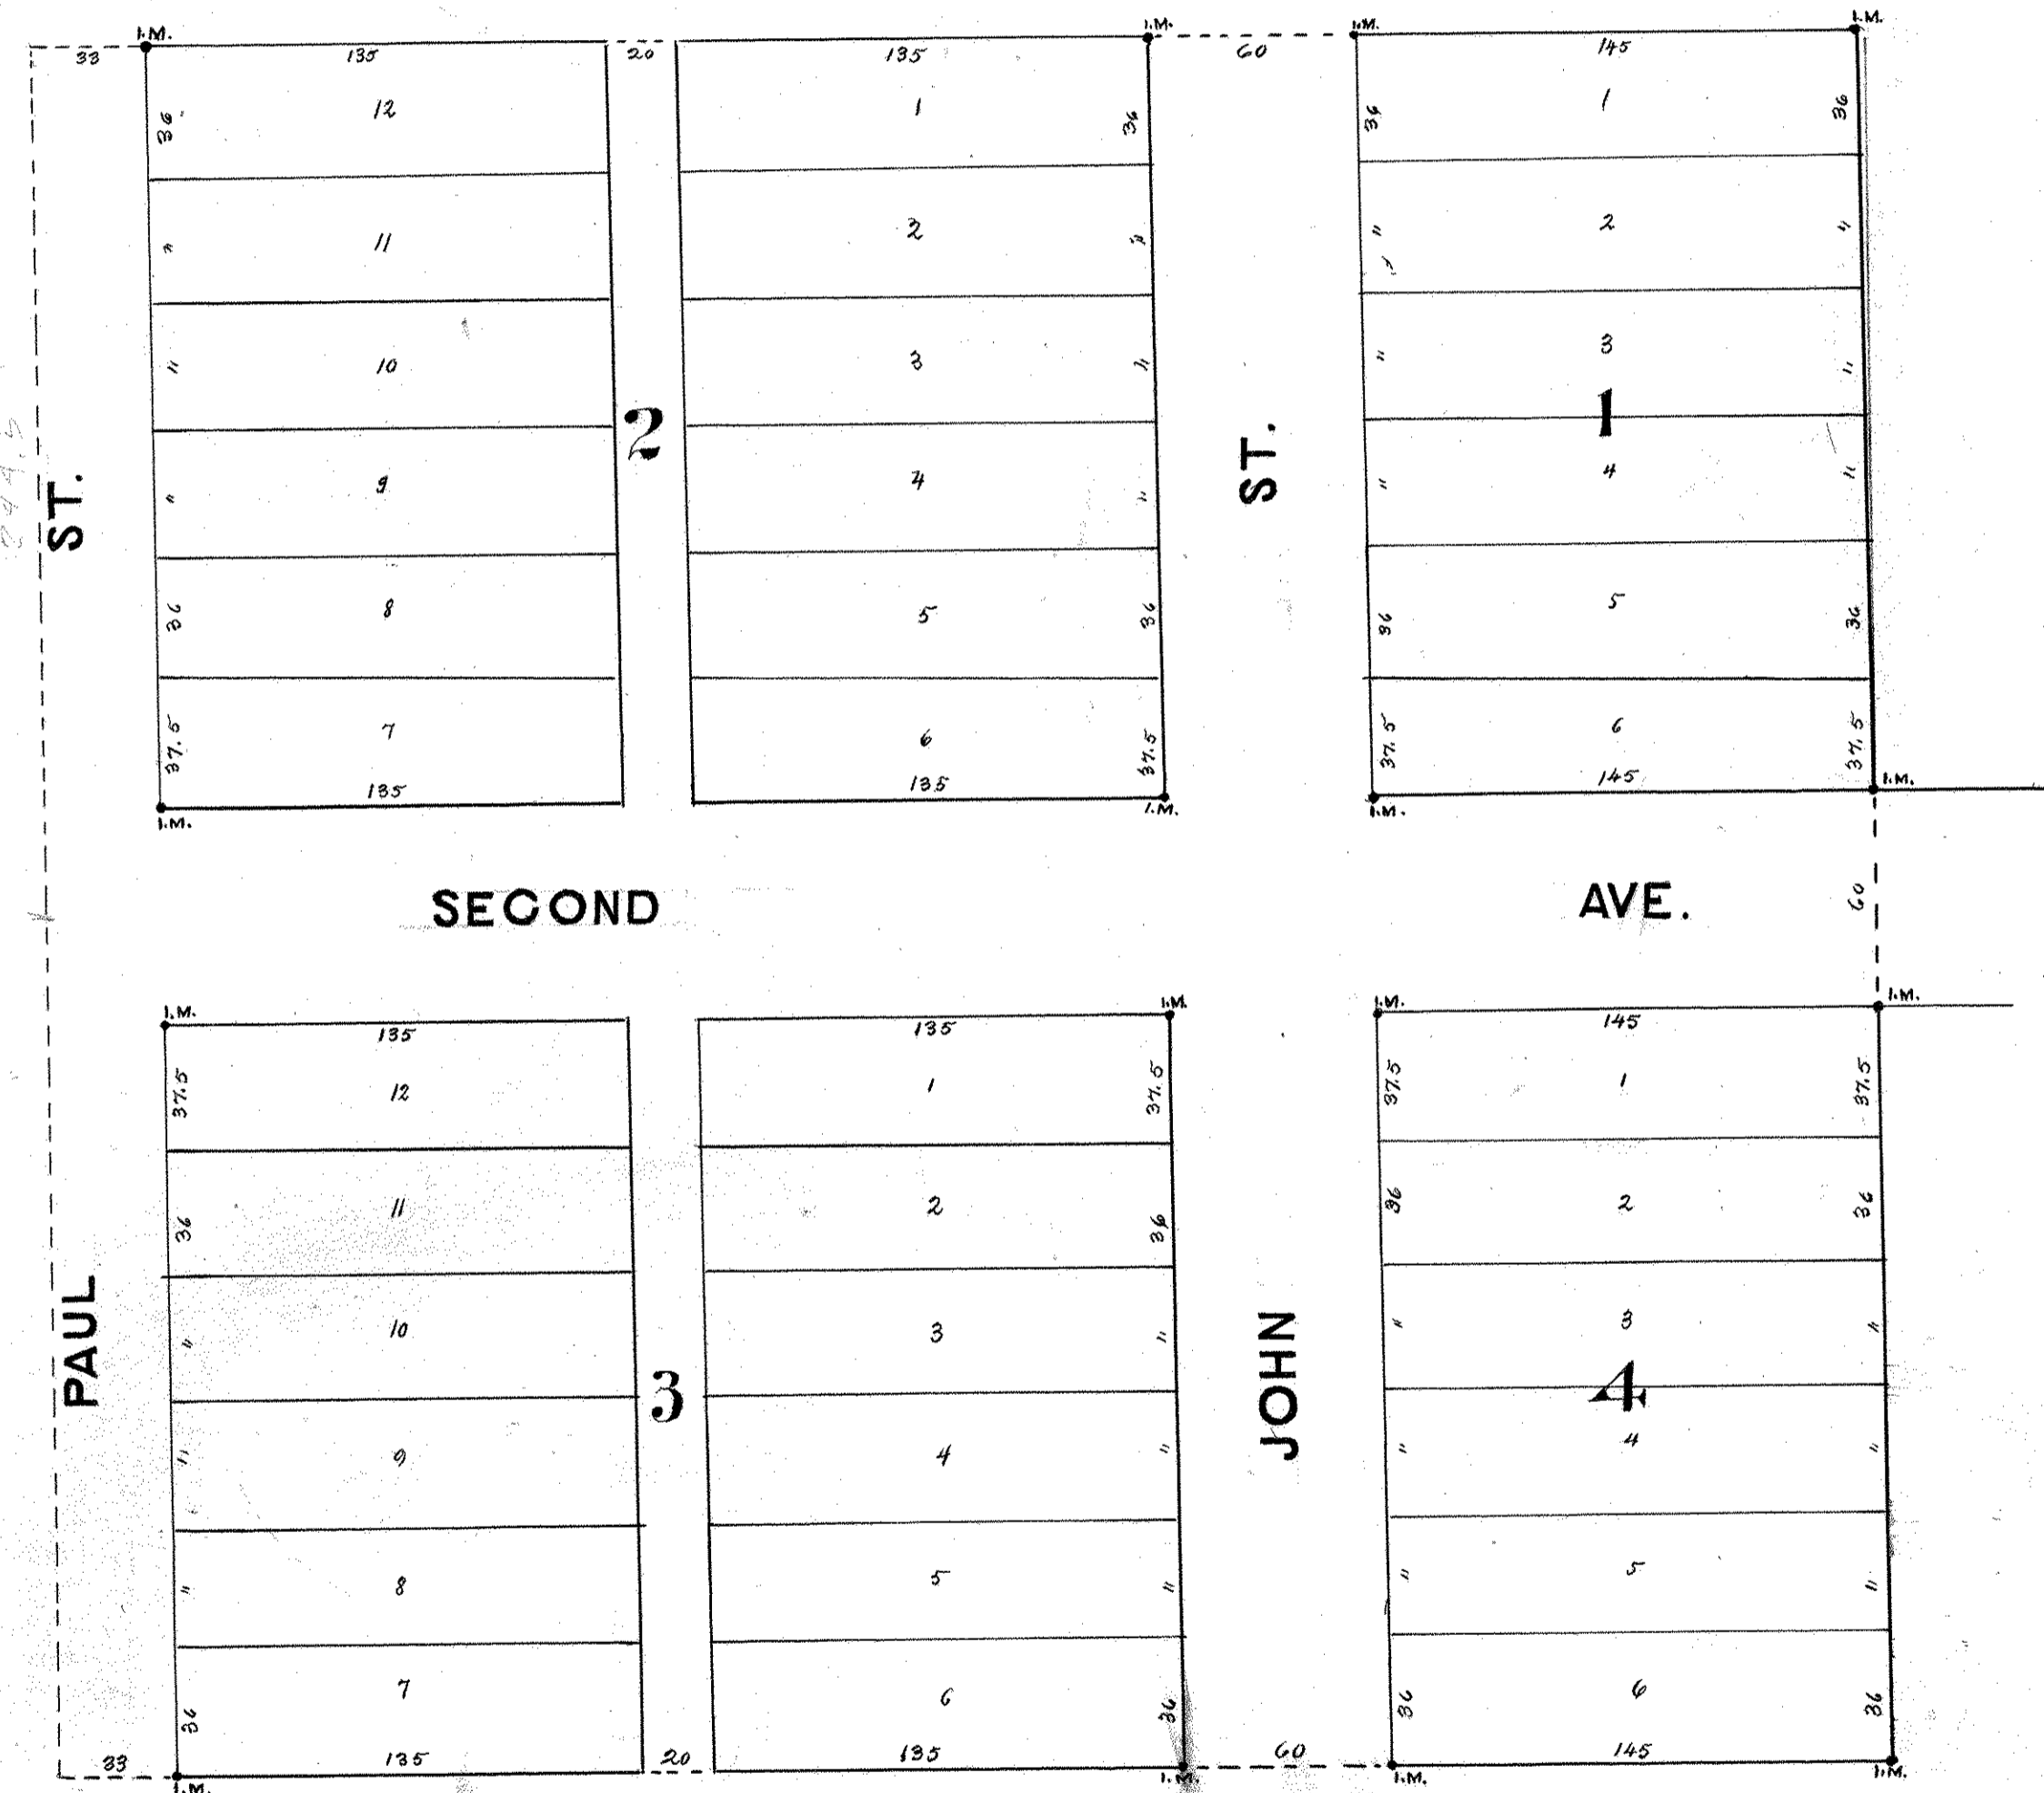 I.M. I.M. I.M. I.M.
33 135 20 135 60 145
12 1 1
36 36 36 36
11 2 2
" " " "
10 3 3
" " " "
2 1
9 4 4
" " " "
ST. ST.
8 5 5
36 36 36 36
7 6 6
37.5 37.5 37.5 37.5
135 135 145
I.M. I.M. I.M. I.M.
SECOND AVE.
60
I.M. I.M. I.M. I.M.
135 135 145
37.5 37.5 37.5 37.5
12 1 1
11 2 2
36 36 36 36
10 3 3
" " " "
PAUL JOHN
3 4
9 4 4
" " " "
8 5 5
" " " "
7 6 6
36 36 36 36
33 135 20 135 60 145
I.M. I.M. I.M. I.M.